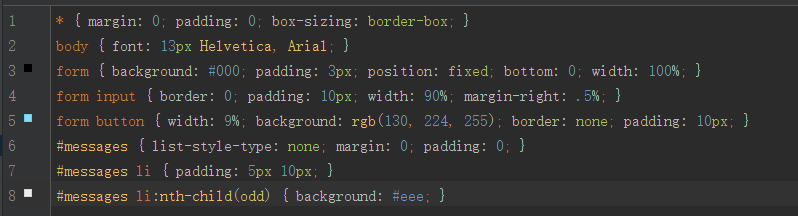 1 * { margin: 0; padding: 0; box-sizing: border-box; }
2 body { font: 13px Helvetica, Arial; }
3 form { background: #000; padding: 3px; position: fixed; bottom: 0; width: 100%; }
4 form input { border: 0; padding: 10px; width: 90%; margin-right: .5%; }
5 form button { width: 9%; background: rgb(130, 224, 255); border: none; padding: 10px; }
6 #messages { list-style-type: none; margin: 0; padding: 0; }
7 #messages li { padding: 5px 10px; }
8 #messages li:nth-child(odd) { background: #eee; }